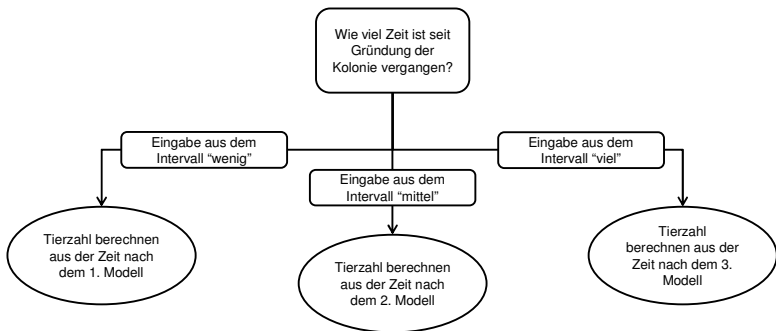 Wie viel Zeit ist seit
Gründung der
Kolonie vergangen?
Eingabe aus dem
Intervall “wenig”
Eingabe aus dem
Intervall “mittel”
Eingabe aus dem
Intervall “viel”
Tierzahl berechnen
aus der Zeit nach
dem 1. Modell
Tierzahl berechnen
aus der Zeit nach
dem 2. Modell
Tierzahl
berechnen aus der
Zeit nach dem 3.
Modell